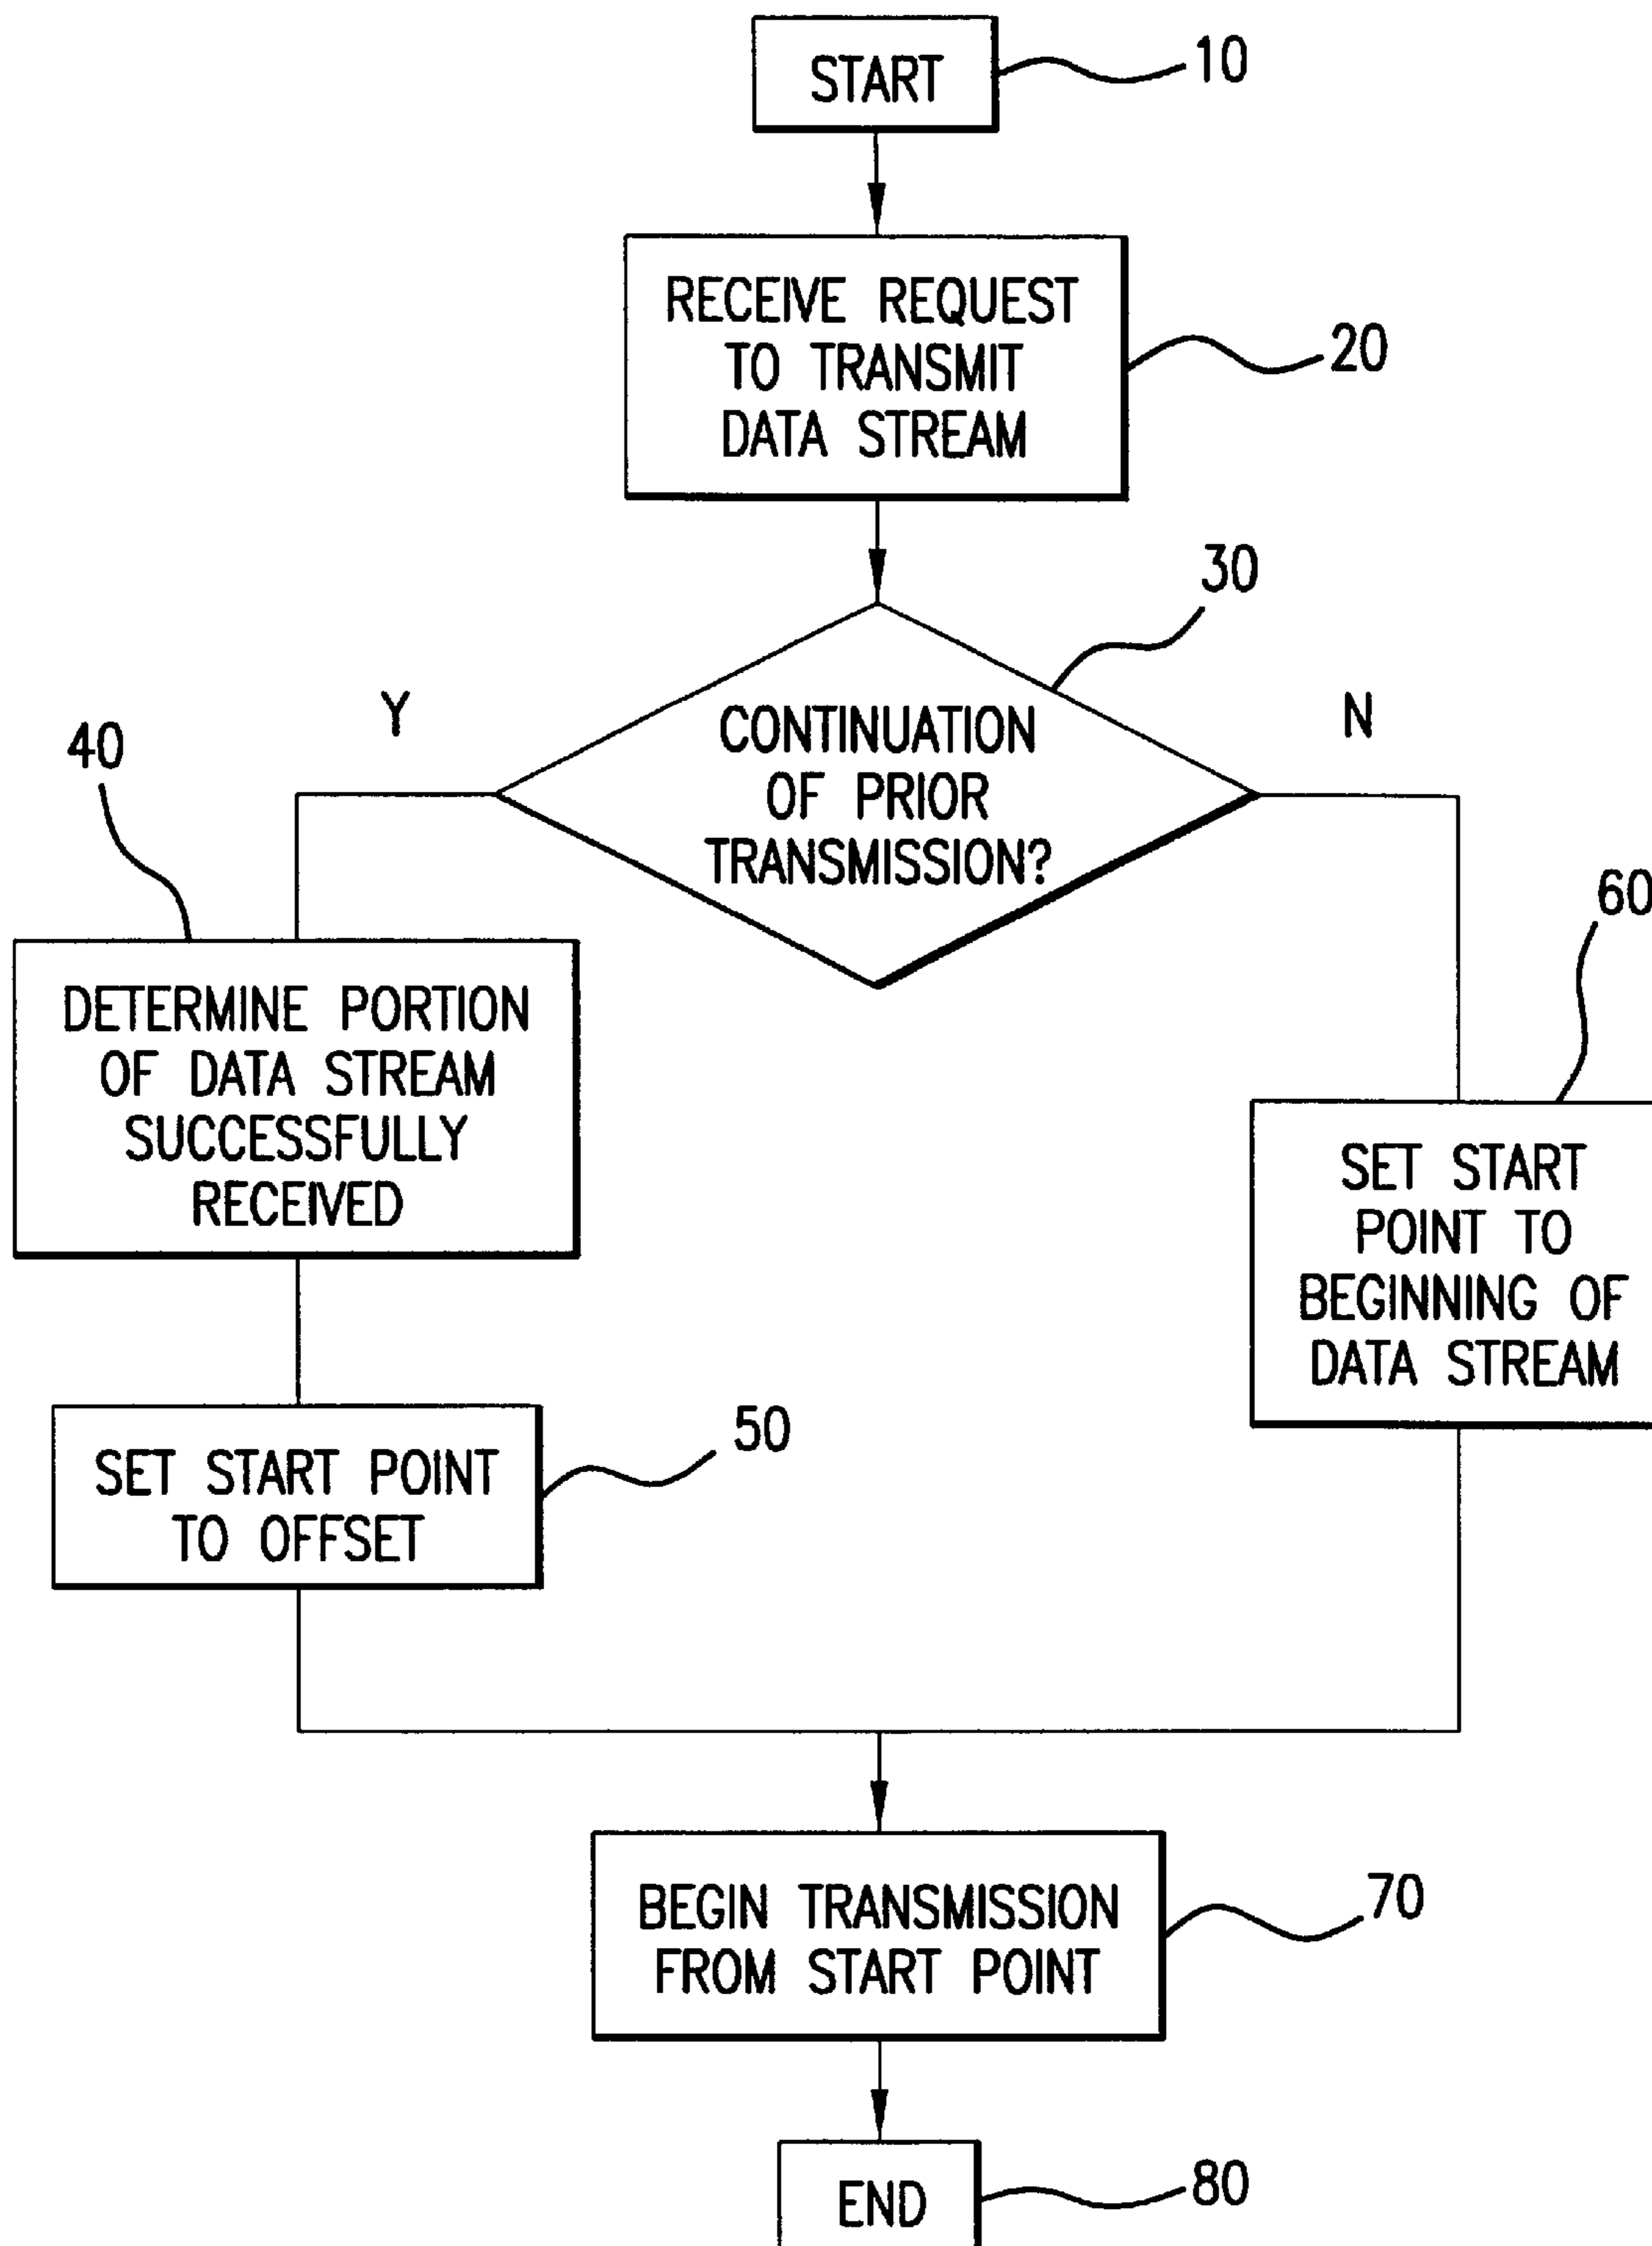 START
10
RECEIVE REQUEST
TO TRANSMIT
DATA STREAM
20
30
CONTINUATION
OF PRIOR
TRANSMISSION?
Y
N
40
DETERMINE PORTION
OF DATA STREAM
SUCCESSFULLY
RECEIVED
60
SET START
POINT TO
BEGINNING OF
DATA STREAM
SET START POINT
TO OFFSET
50
BEGIN TRANSMISSION
FROM START POINT
70
END
80